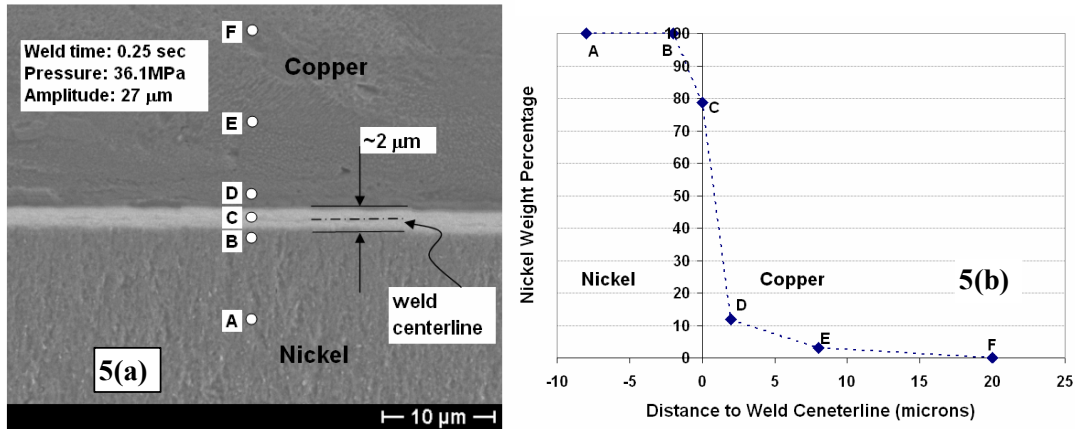 F
Weld time: 0.25 sec
Pressure: 36.1MPa
Amplitude: 27 μm
Copper
E
~2 μm
D
C
B
weld
centerline
A
Nickel
5(a)
10 μm
Nickel Weight Percentage
100
90
80
70
60
50
40
30
20
10
0
A
B
C
D
E
F
Nickel
Copper
5(b)
-10 -5 0 5 10 15 20 25
Distance to Weld Ceneterline (microns)